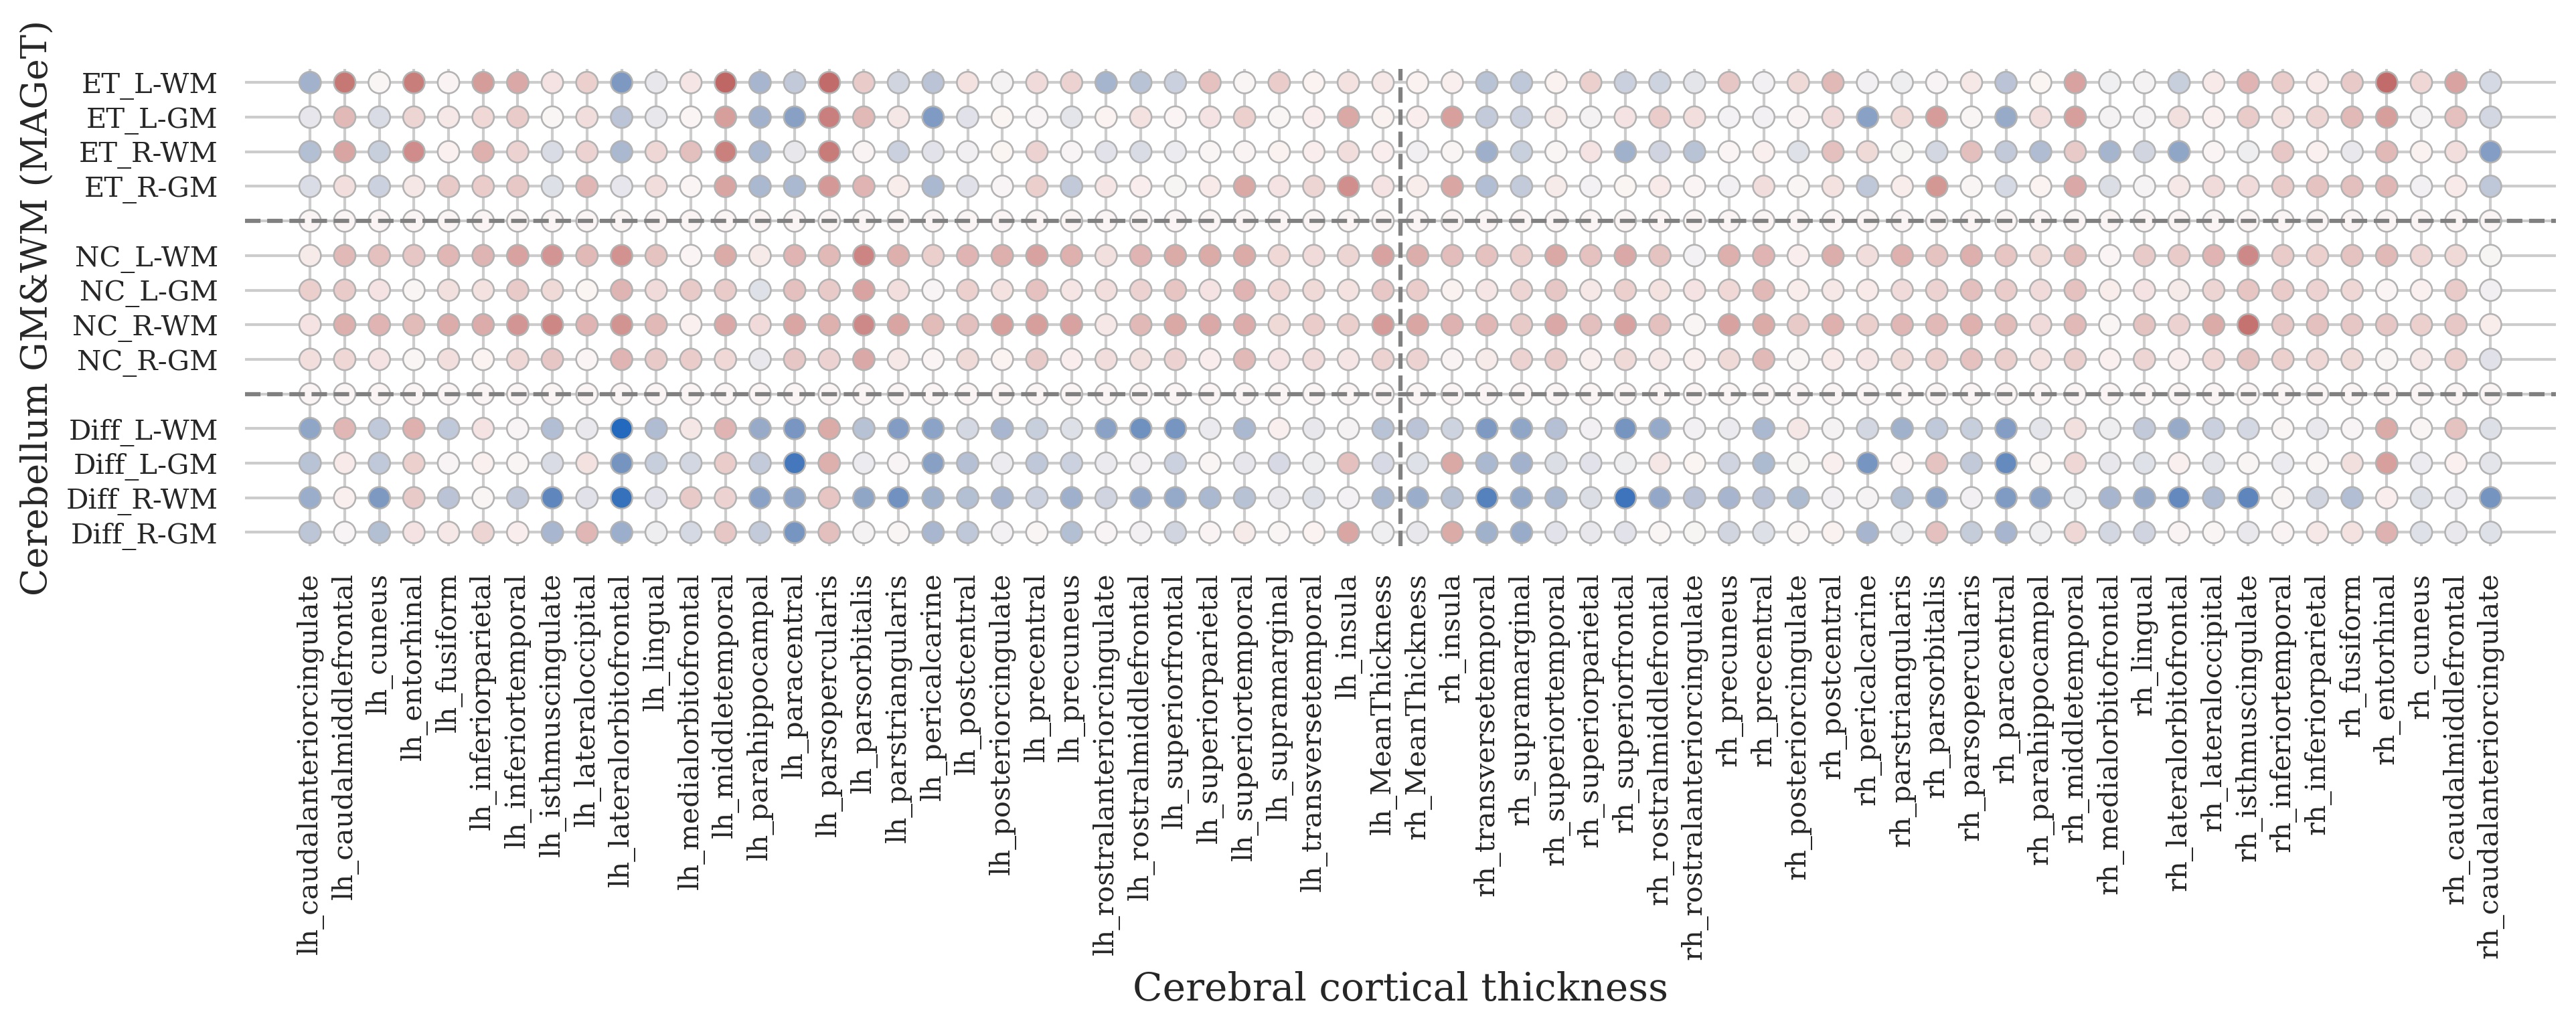 Cerebellum GM&WM (MAGeT)
ET_L-WM
ET_L-GM
ET_R-WM
ET_R-GM
NC_L-WM
NC_L-GM
NC_R-WM
NC_R-GM
Diff_L-WM
Diff_L-GM
Diff_R-WM
Diff_R-GM
lh_caudalanteriorcingulate
lh_caudalmiddlefrontal
lh_cuneus
lh_entorhinal
lh_fusiform
lh_inferiorparietal
lh_inferiortemporal
lh_isthmuscingulate
lh_lateraloccipital
lh_lateralorbitofrontal
lh_lingual
lh_medialorbitofrontal
lh_middletemporal
lh_parahippocampal
lh_paracentral
lh_parsopercularis
lh_parsorbitalis
lh_parstriangularis
lh_pericalcarine
lh_postcentral
lh_posteriorcingulate
lh_precentral
lh_precuneus
lh_rostralanteriorcingulate
lh_rostralmiddlefrontal
lh_superiorfrontal
lh_superiorparietal
lh_superiortemporal
lh_supramarginal
lh_transversetemporal
lh_insula
lh_MeanThickness
rh_MeanThickness
rh_insula
rh_transversetemporal
rh_supramarginal
rh_superiortemporal
rh_superiorparietal
rh_superiorfrontal
rh_rostralmiddlefrontal
rh_rostralanteriorcingulate
rh_precuneus
rh_precentral
rh_posteriorcingulate
rh_postcentral
rh_pericalcarine
rh_parstriangularis
rh_parsorbitalis
rh_parsopercularis
rh_paracentral
rh_parahippocampal
rh_middletemporal
rh_medialorbitofrontal
rh_lingual
rh_lateralorbitofrontal
rh_lateraloccipital
rh_isthmuscingulate
rh_inferiortemporal
rh_inferiorparietal
rh_fusiform
rh_entorhinal
rh_cuneus
rh_caudalmiddlefrontal
rh_caudalanteriorcingulate
Cerebral cortical thickness